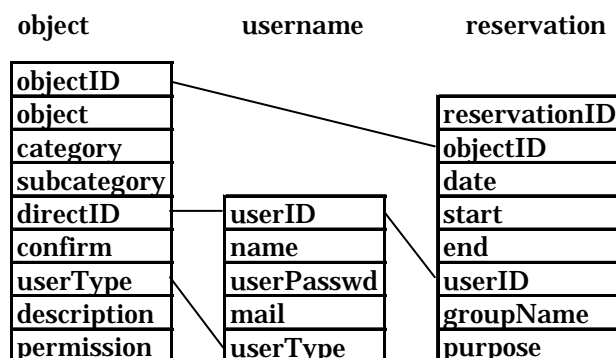 object
username
reservation
objectID
object
category
subcategory
directID
confirm
userType
description
permission
userID
name
userPasswd
mail
userType
reservationID
objectID
date
start
end
userID
groupName
purpose